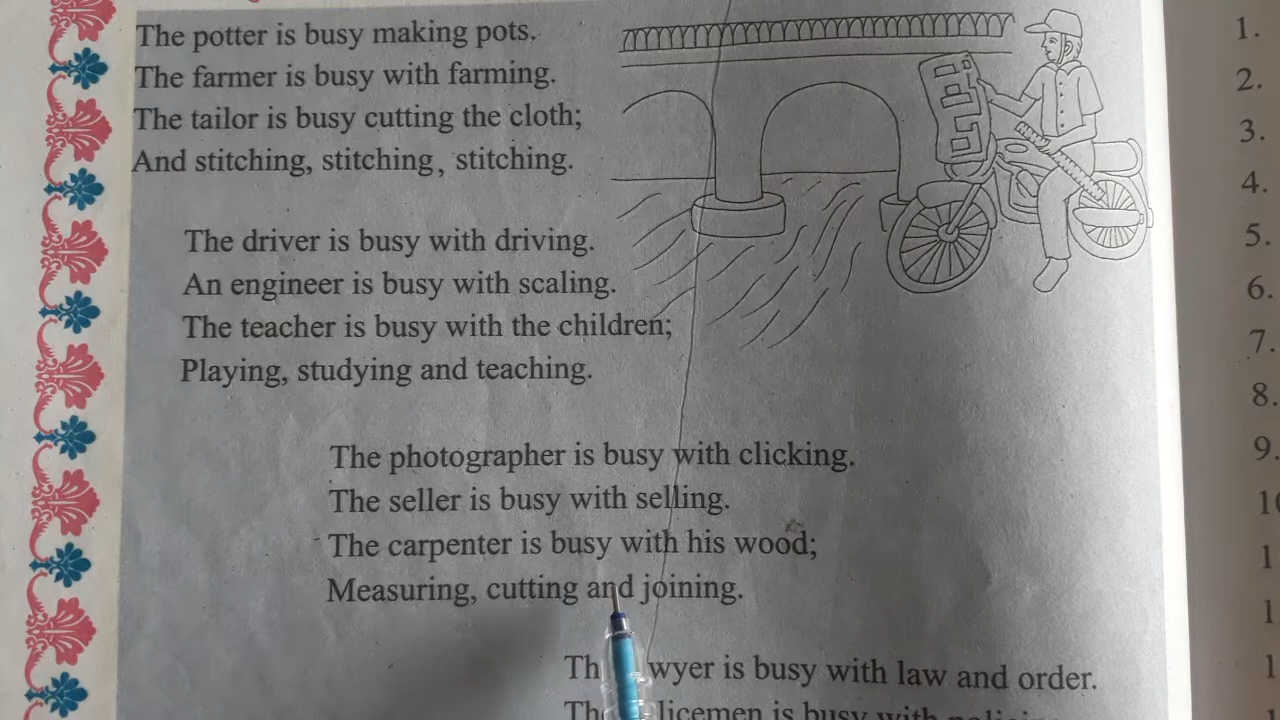 The potter is busy making pots.
The farmer is busy with farming.
The tailor is busy cutting the cloth;
And stitching, stitching, stitching.
The driver is busy with driving.
An engineer is busy with scaling.
The teacher is busy with the children;
Playing, studying and teaching.
The photographer is busy with clicking.
The seller is busy with selling.
The carpenter is busy with his wood;
Measuring, cutting and joining.
is busy with law and order.
is busy with
1.
2.
3.
4.
5.
6.
7.
8.
9.